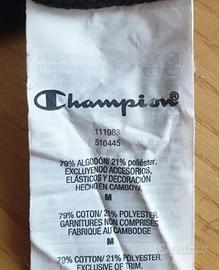 Champion®
111983
510445
79% ALGODÓN/ 21% poliéster.
EXCLUYENDO ACCESORIOS,
ELÁSTICOS Y DECORACIÓN
HECHO EN CAMBOYA
M
79 % COTON/ 21% POLYESTER.
GARNITURES NON COMPRISES
FABRIQUÉ AU CAMBODGE
M
79% COTTON/ 21% POLYESTER.
EXCLUSIVE OF TRIM,
subito